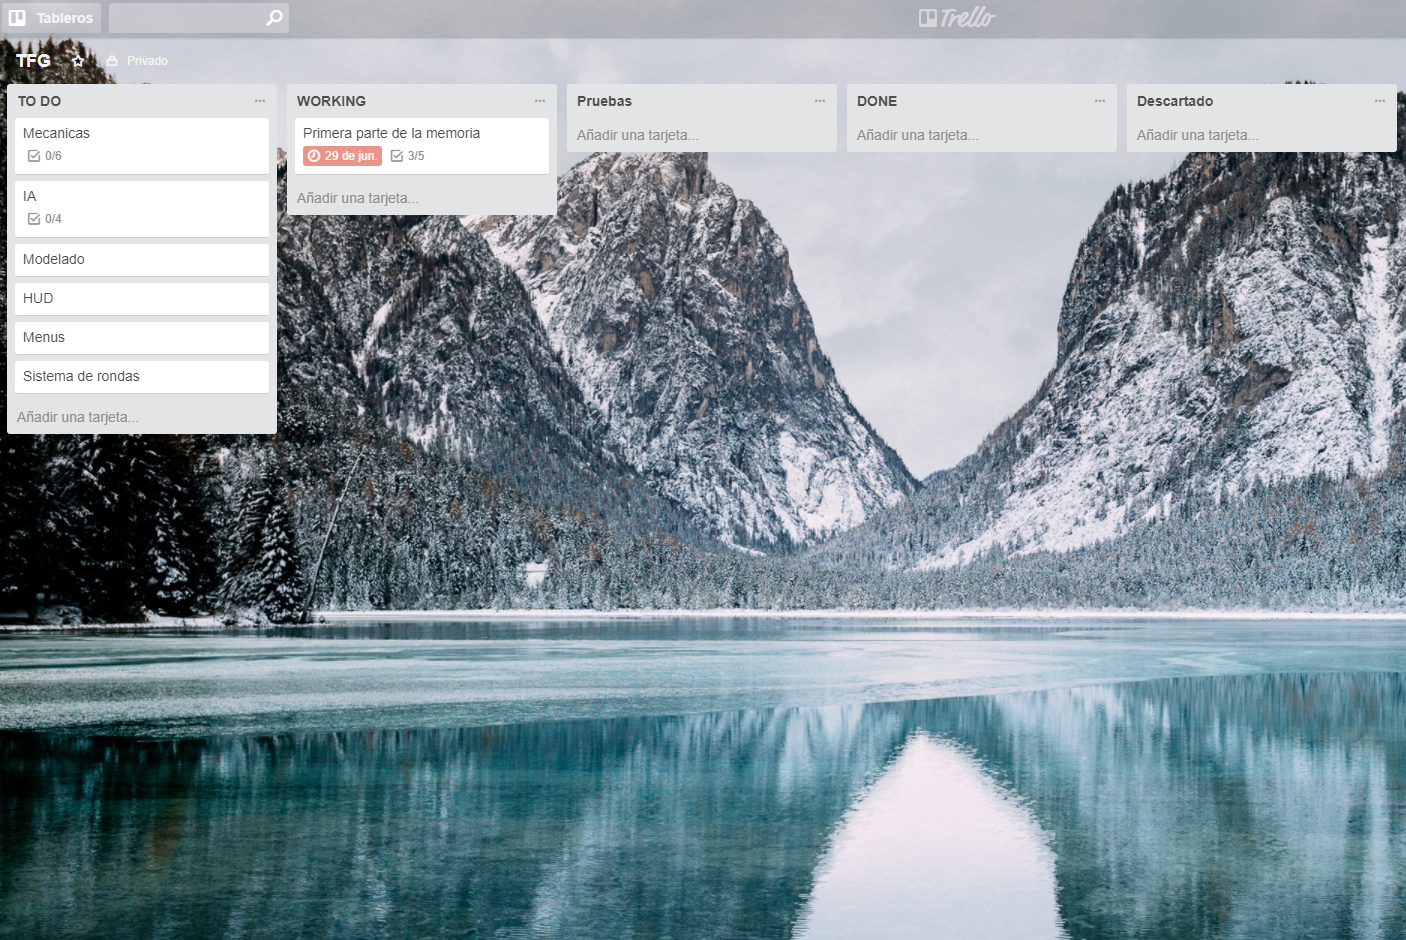 Tableros
Trello
TFG
Privado
TO DO
Mecanicas
0/6
IA
0/4
Modelado
HUD
Menus
Sistema de rondas
Añadir una tarjeta...
WORKING
Primera parte de la memoria
29 de jun.
3/5
Añadir una tarjeta...
Pruebas
Añadir una tarjeta...
DONE
Añadir una tarjeta...
Descartado
Añadir una tarjeta...